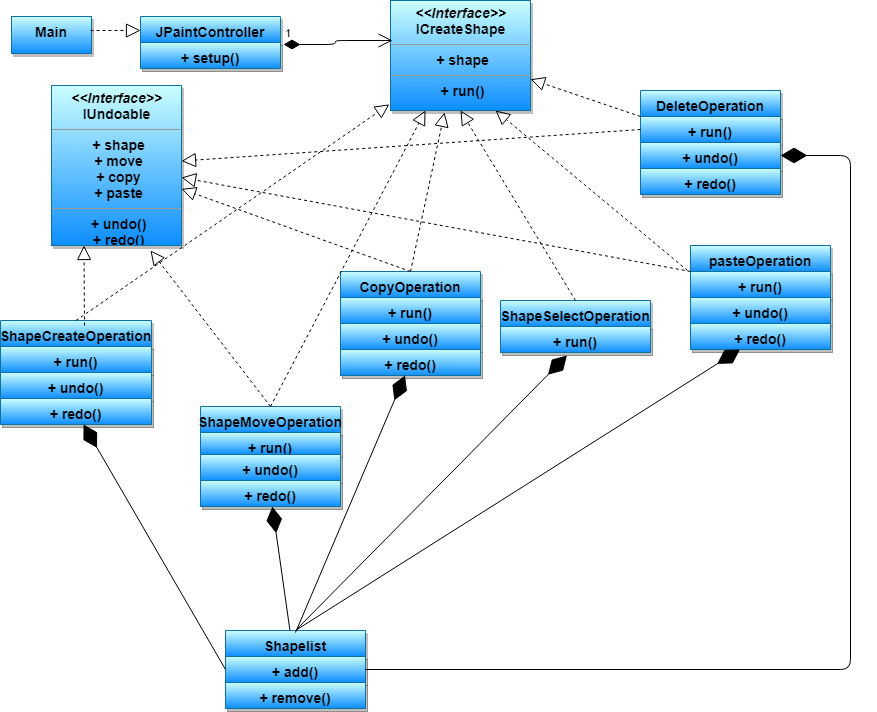 Main
JPaintController
+ setup()
1
<<Interface>>
ICreateShape
+ shape
+ run()
<<Interface>>
IUndoable
+ shape
+ move
+ copy
+ paste
+ undo()
+ redo()
DeleteOperation
+ run()
+ undo()
+ redo()
pasteOperation
+ run()
+ undo()
+ redo()
CopyOperation
+ run()
+ undo()
+ redo()
ShapeSelectOperation
+ run()
ShapeCreateOperation
+ run()
+ undo()
+ redo()
ShapeMoveOperation
+ run()
+ undo()
+ redo()
Shapelist
+ add()
+ remove()